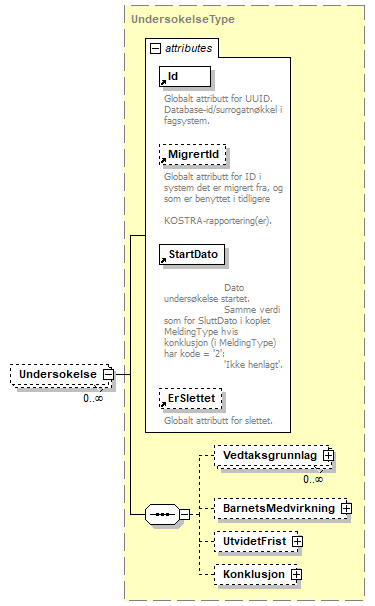 UndersokelseType
attributes
Id
Globalt attributt for UUID.
Database-id/surrogatnøkkel i
fagsystem.
MigrertId
Globalt attributt for ID i
system det er migrert fra, og
som er benyttet i tidligere
KOSTRA-rapportering(er).
StartDato
Dato
undersøkelse startet.
Samme verdi
som for SluttDato i koplet
MeldingType hvis
konklusjon (i MeldingType)
har kode = '2':
'Ikke henlagt'.
Undersokelse
0..∞
ErSlettet
Globalt attributt for slettet.
Vedtaksgrunnlag
0..∞
BarnetsMedvirkning
UtvidetFrist
Konklusjon